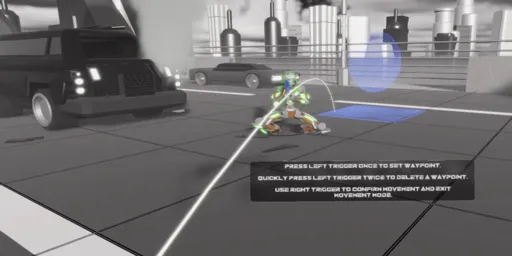 PRESS LEFT TRIGGER ONCE TO SET WAYPOINT.
QUICKLY PRESS LEFT TRIGGER TWICE TO DELETE A WAYPOINT.
USE RIGHT TRIGGER TO CONFIRM MOVEMENT AND EXIT
MOVEMENT MODE.